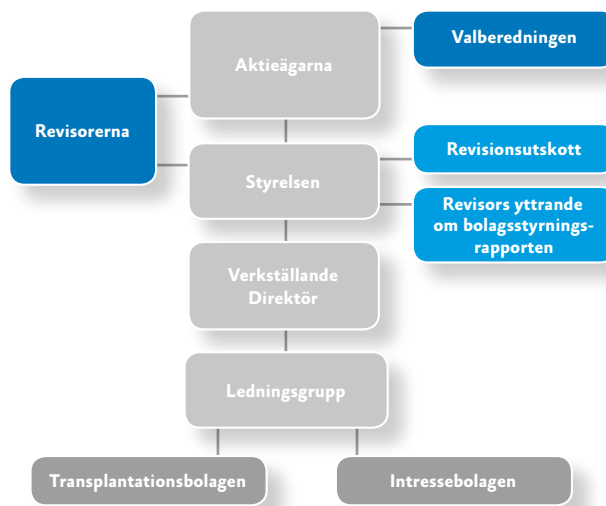 Aktieägarna
Valberedningen
Revisorerna
Styrelsen
Revisionsutskott
Revisors yttrande
om bolagsstyrnings-
rapporten
Verkställande
Direktör
Ledningsgrupp
Transplantationsbolagen
Intressebolagen